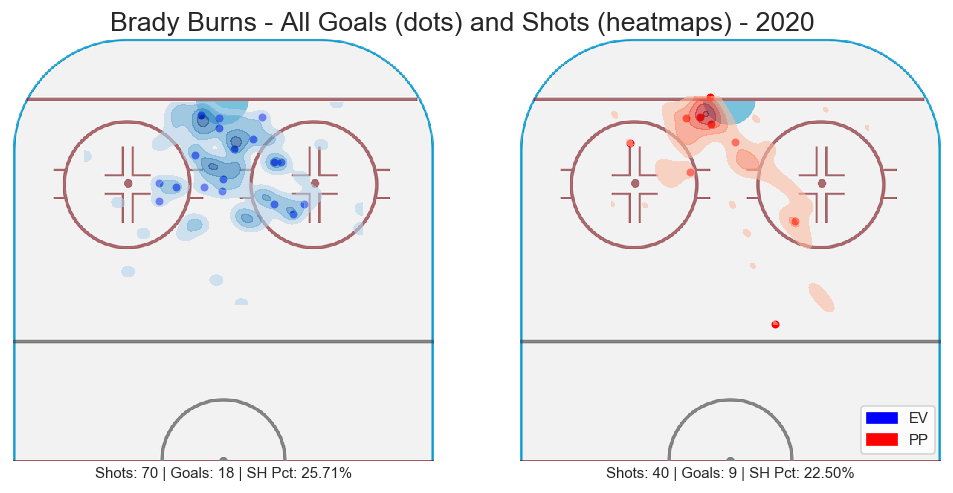 Brady Burns - All Goals (dots) and Shots (heatmaps) - 2020
EV
PP
Shots: 70 | Goals: 18 | SH Pct: 25.71%
Shots: 40 | Goals: 9 | SH Pct: 22.50%